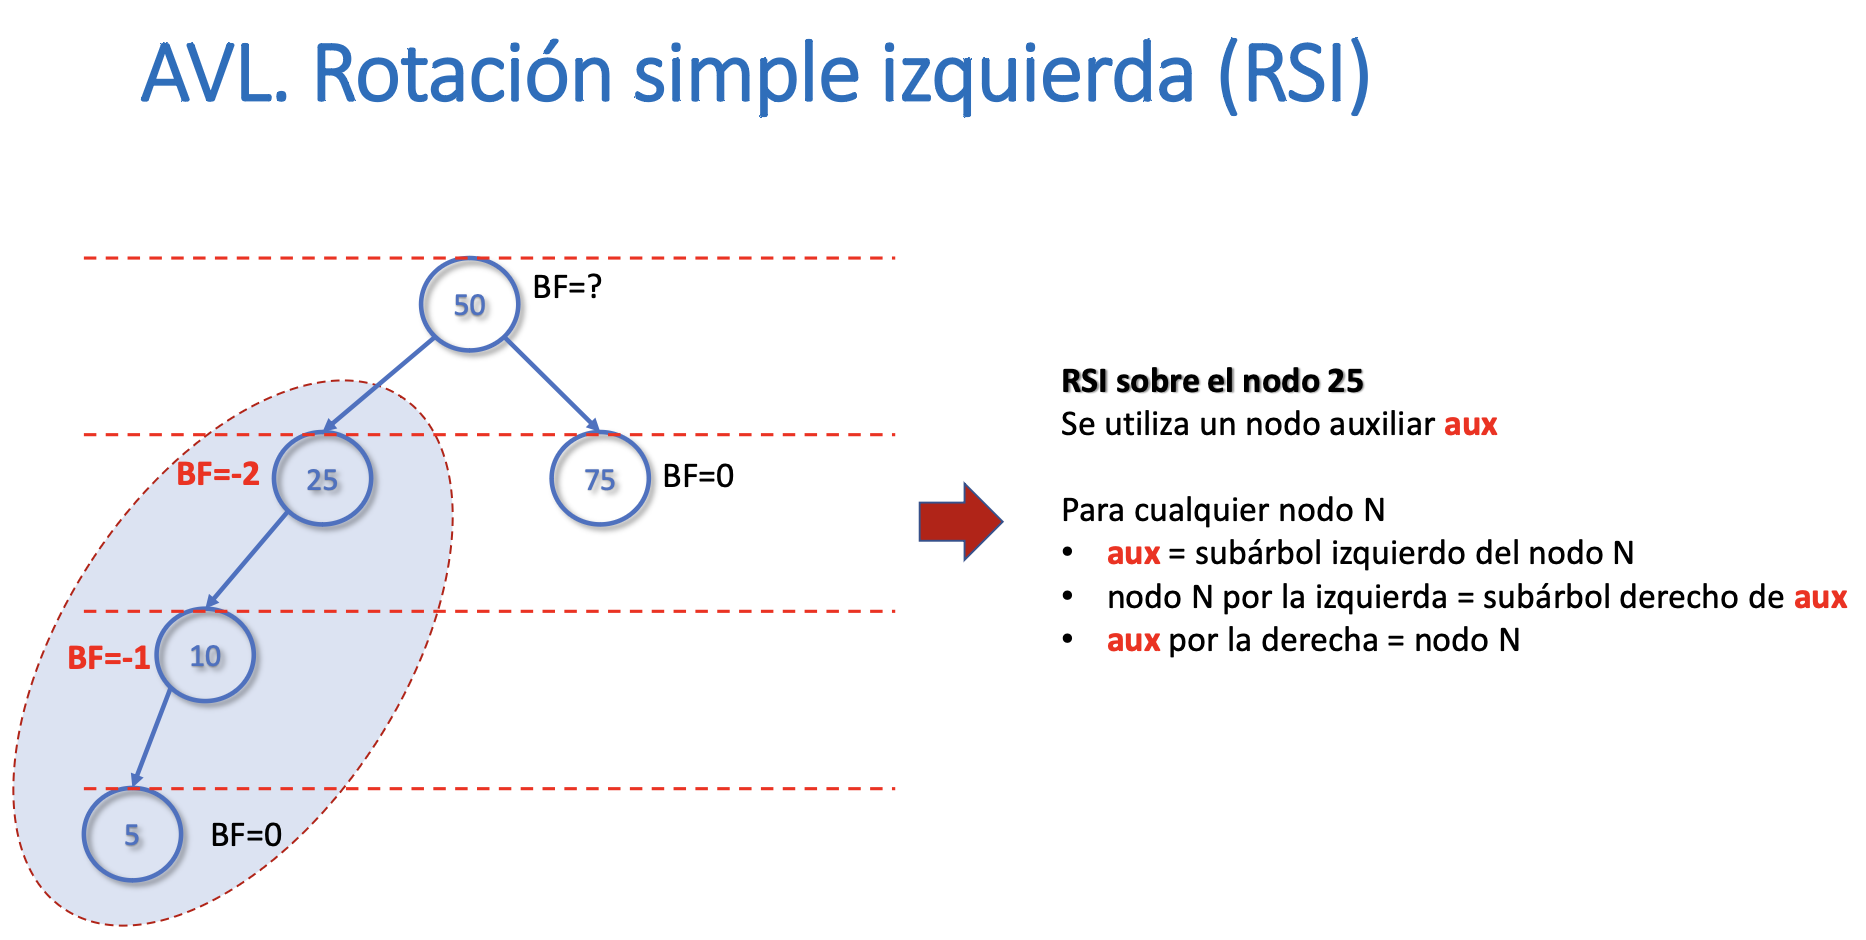 AVL. Rotación simple izquierda (RSI)
50
BF=?
BF=-2
25
75
BF=0
BF=-1
10
5
BF=0
RSI sobre el nodo 25
Se utiliza un nodo auxiliar aux
Para cualquier nodo N
• aux = subárbol izquierdo del nodo N
• nodo N por la izquierda = subárbol derecho de aux
• aux por la derecha = nodo N